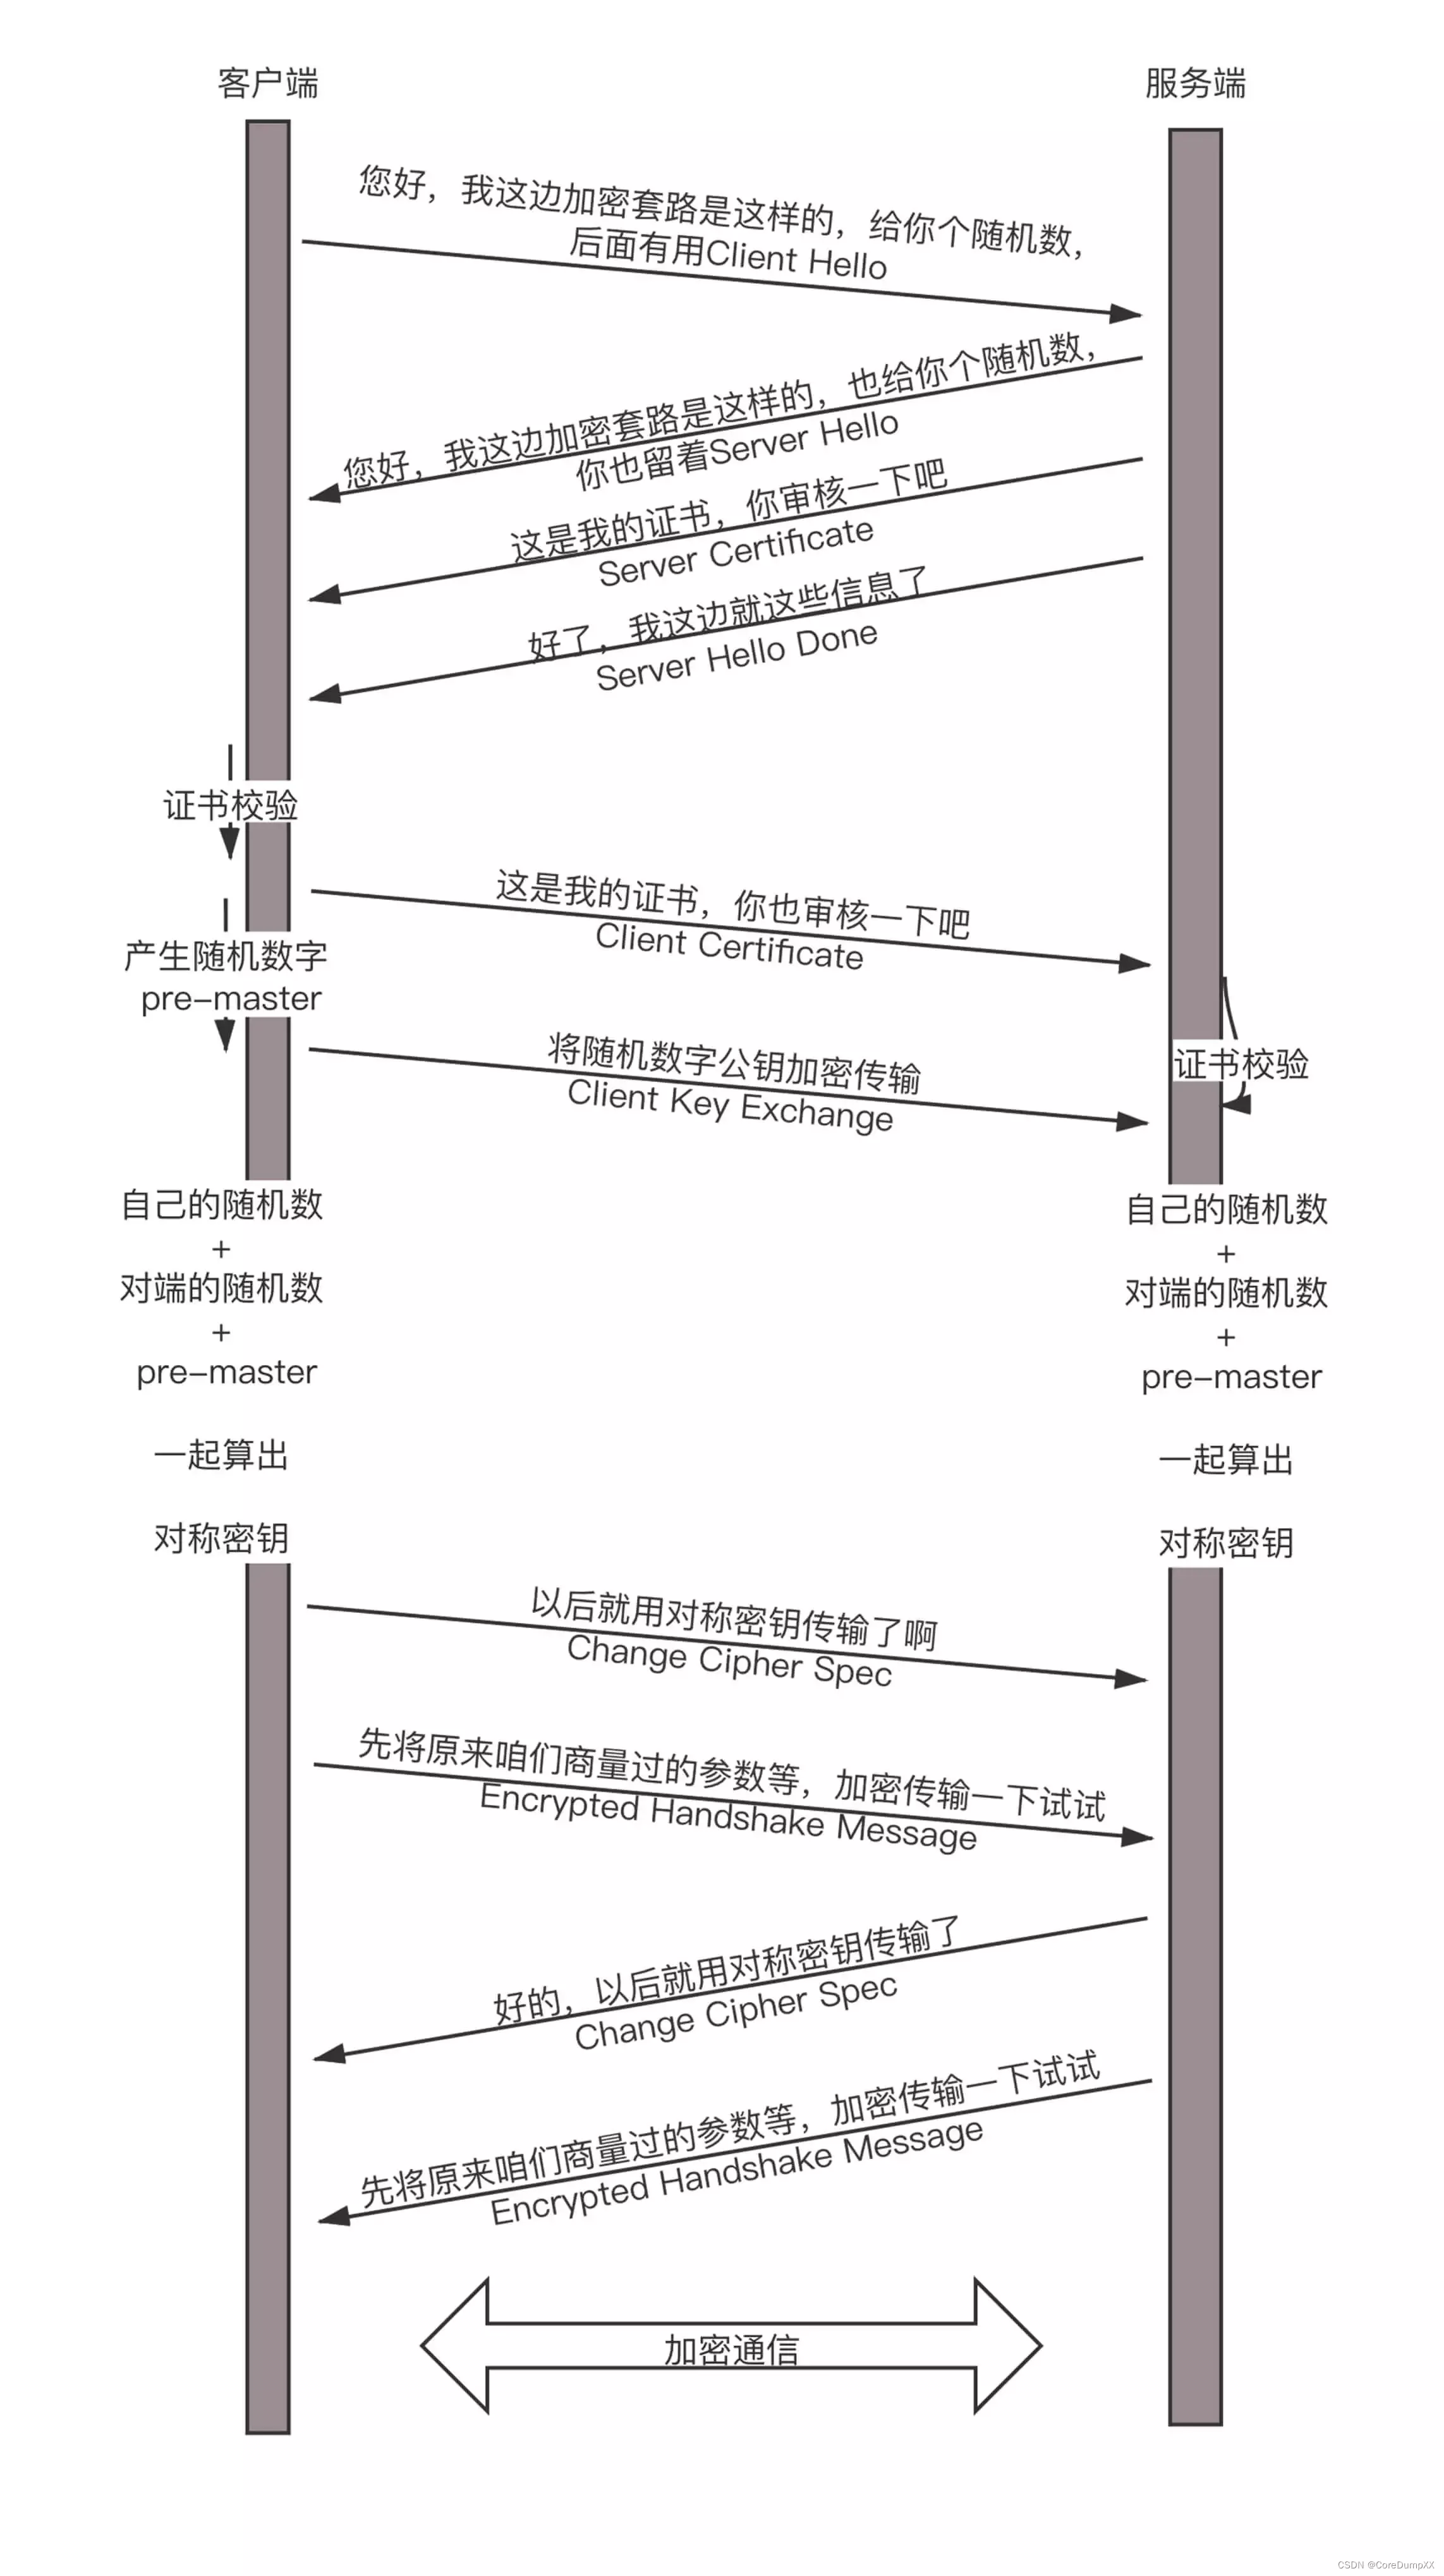 客户端
服务端
您好，我这边加密套路是这样的，给你个随机数，
后面有用Client Hello
您好，我这边加密套路是这样的，也给你个随机数，
你也留着Server Hello
这是我的证书，你审核一下吧
Server Certificate
好了，我这边就这些信息了
Server Hello Done
证书校验
这是我的证书，你也审核一下吧
Client Certificate
产生随机数字
pre-master
将随机数字公钥加密传输
Client Key Exchange
证书校验
自己的随机数
+
对端的随机数
+
pre-master
一起算出
对称密钥
自己的随机数
+
对端的随机数
+
pre-master
一起算出
对称密钥
以后就用对称密钥传输了啊
Change Cipher Spec
先将原来咱们商量过的参数等，加密传输一下试试
Encrypted Handshake Message
好的，以后就用对称密钥传输了
Change Cipher Spec
先将原来咱们商量过的参数等，加密传输一下试试
Encrypted Handshake Message
加密通信
CSDN @CoreDumpXX